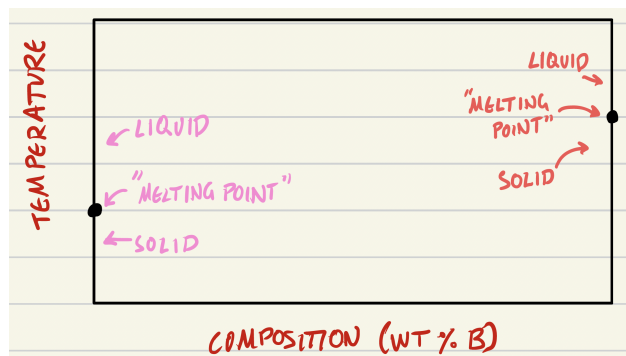 TEMPERATURE
LIQUID
"MELTING POINT"
SOLID
LIQUID
"MELTING
POINT"
SOLID
COMPOSITION (WT % B)